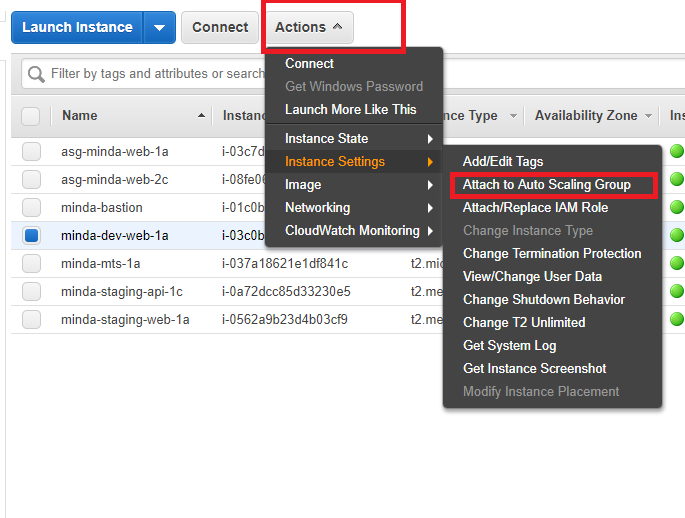 Launch Instance
Connect
Actions
Filter by tags and attributes or search
Name
Instan
nce Type
Availability Zone
Ins
asg-minda-web-1a
i-03c7d
asg-minda-web-2c
i-08fe06
minda-bastion
i-01c0b
minda-dev-web-1a
i-03c0b
minda-mts-1a
i-037a18621e1df841c
t2.mic
minda-staging-api-1c
i-0a72dcc85d33230e5
t2.me
minda-staging-web-1a
i-0562a9b23d4b03cf9
t2.me
Connect
Get Windows Password
Launch More Like This
Instance State
Instance Settings
Image
Networking
CloudWatch Monitoring
Add/Edit Tags
Attach to Auto Scaling Group
Attach/Replace IAM Role
Change Instance Type
Change Termination Protection
View/Change User Data
Change Shutdown Behavior
Change T2 Unlimited
Get System Log
Get Instance Screenshot
Modify Instance Placement